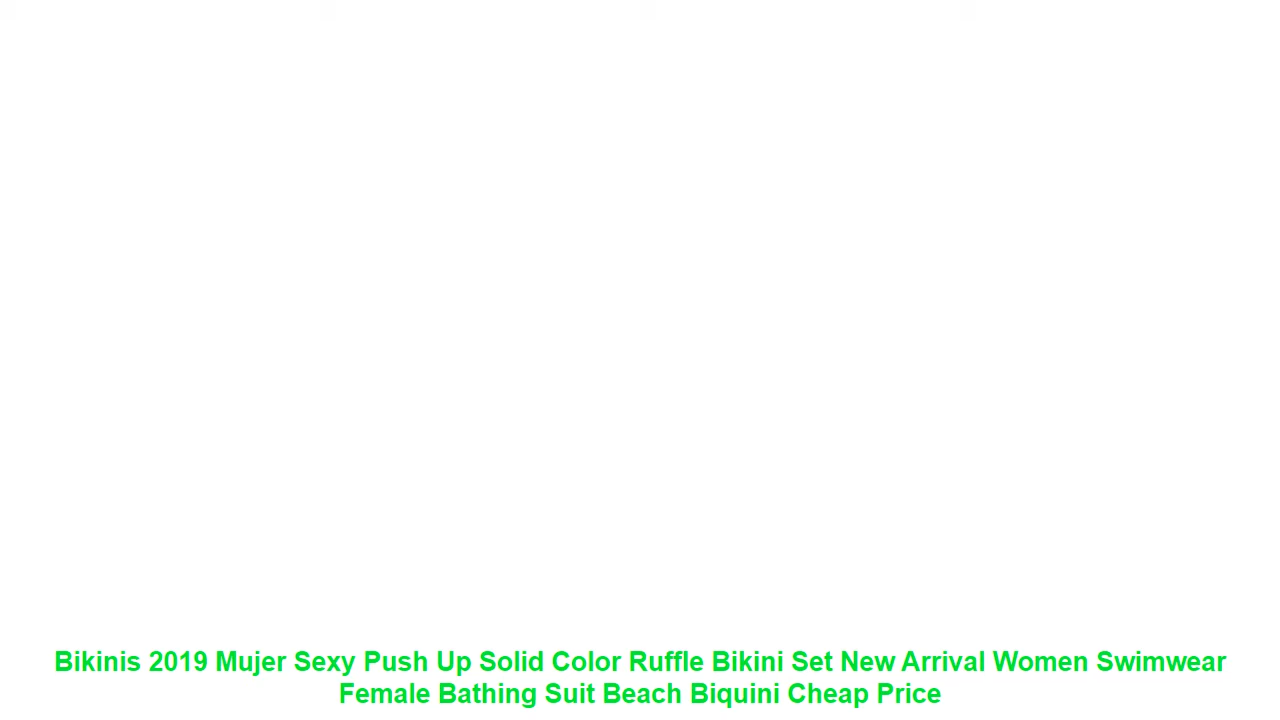 Bikinis 2019 Mujer Sexy Push Up Solid Color Ruffle Bikini Set New Arrival Women Swimwear
Female Bathing Suit Beach Biquini Cheap Price